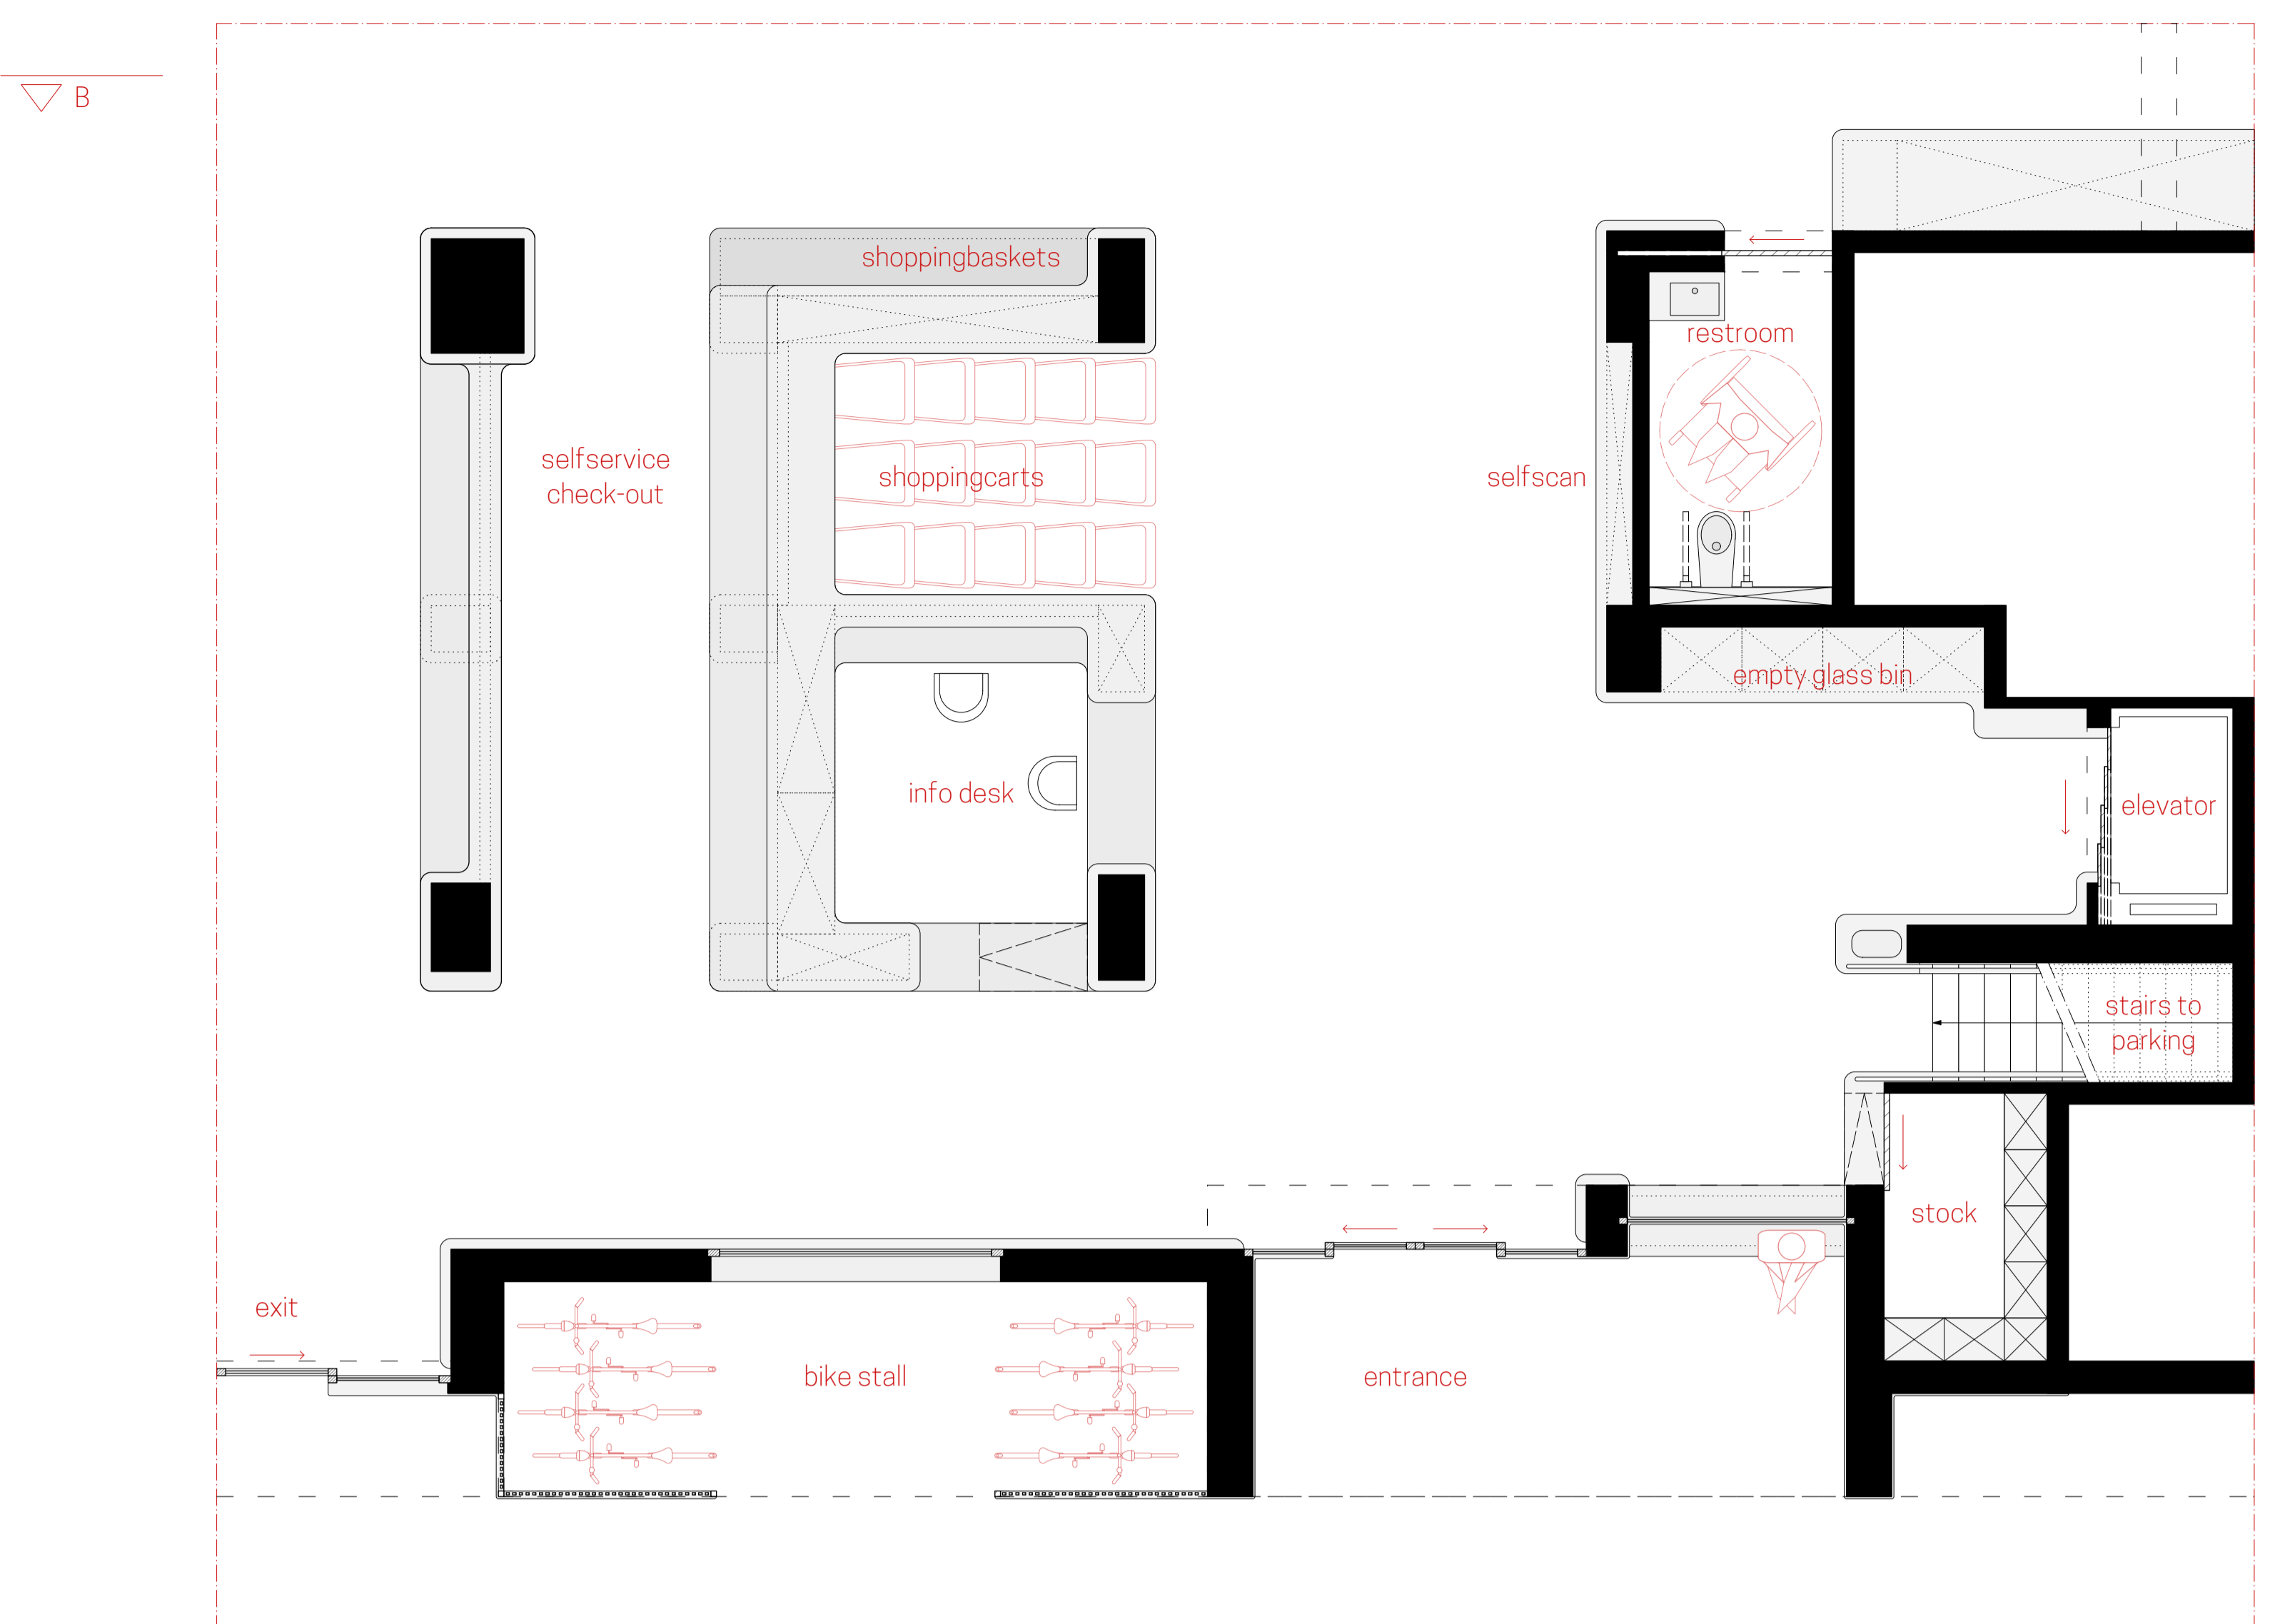 B
shoppingbaskets
restroom
selfservice
check-out
shoppingcarts
selfscan
empty glass bin
info desk
elevator
stairs to
parking
stock
exit
bike stall
entrance